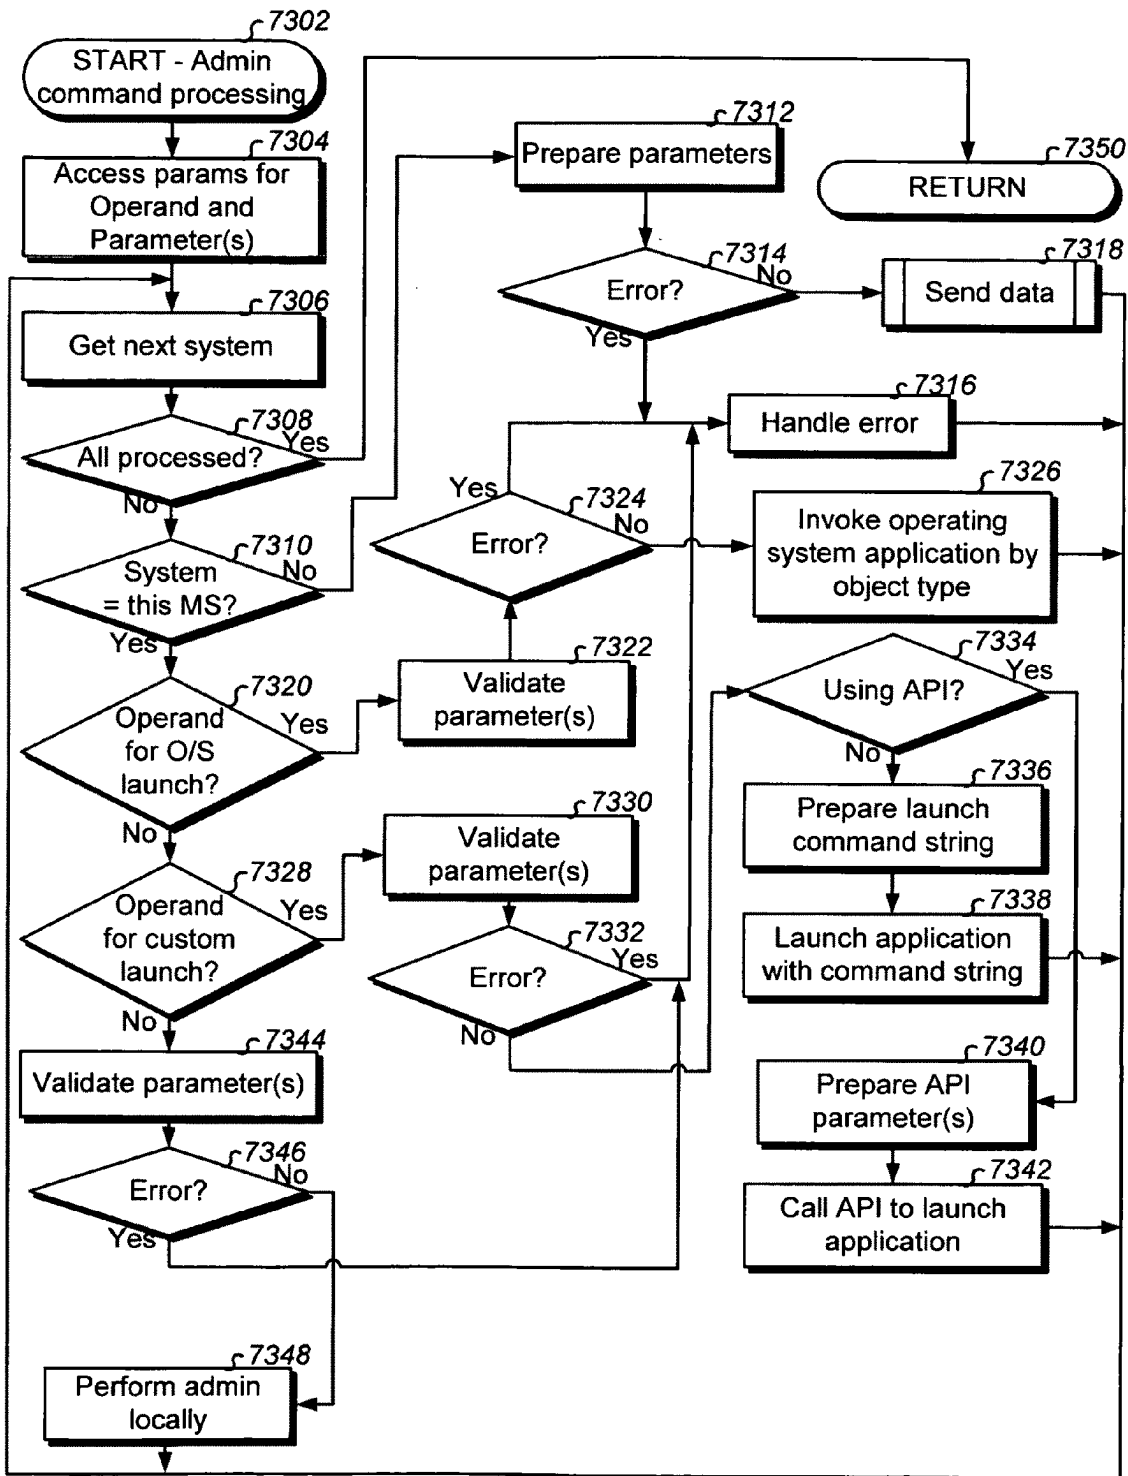 7302
START - Admin
command processing
7304
Access params for
Operand and
Parameter(s)
7306
Get next system
7308
All processed?
Yes
No
7310
System
= this MS?
No
Yes
7320
Operand
for O/S
launch?
Yes
No
7328
Operand
for custom
launch?
Yes
No
7344
Validate parameter(s)
7346
Error?
No
Yes
7348
Perform admin
locally
7312
Prepare parameters
7314
Error?
No
Yes
7350
RETURN
7318
Send data
7316
Handle error
7324
Error?
Yes
No
7326
Invoke operating
system application by
object type
7322
Validate
parameter(s)
7330
Validate
parameter(s)
7332
Error?
Yes
No
7334
Using API?
Yes
No
7336
Prepare launch
command string
7338
Launch application
with command string
7340
Prepare API
parameter(s)
7342
Call API to launch
application